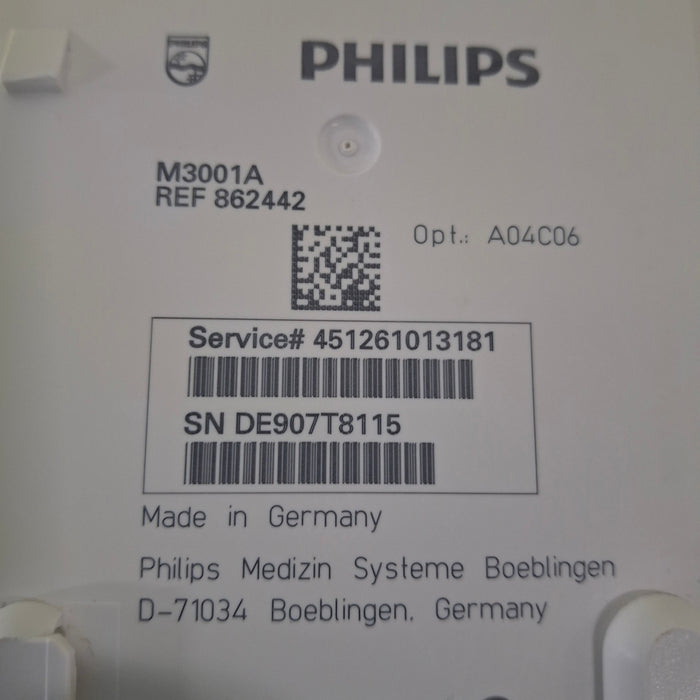 PHILIPS
PHILIPS
M3001A
REF 862442
Opt.: A04C06
Service# 451261013181
SN DE907T8115
Made in Germany
Philips Medizin Systeme Boeblingen
D-71034 Boeblingen, Germany